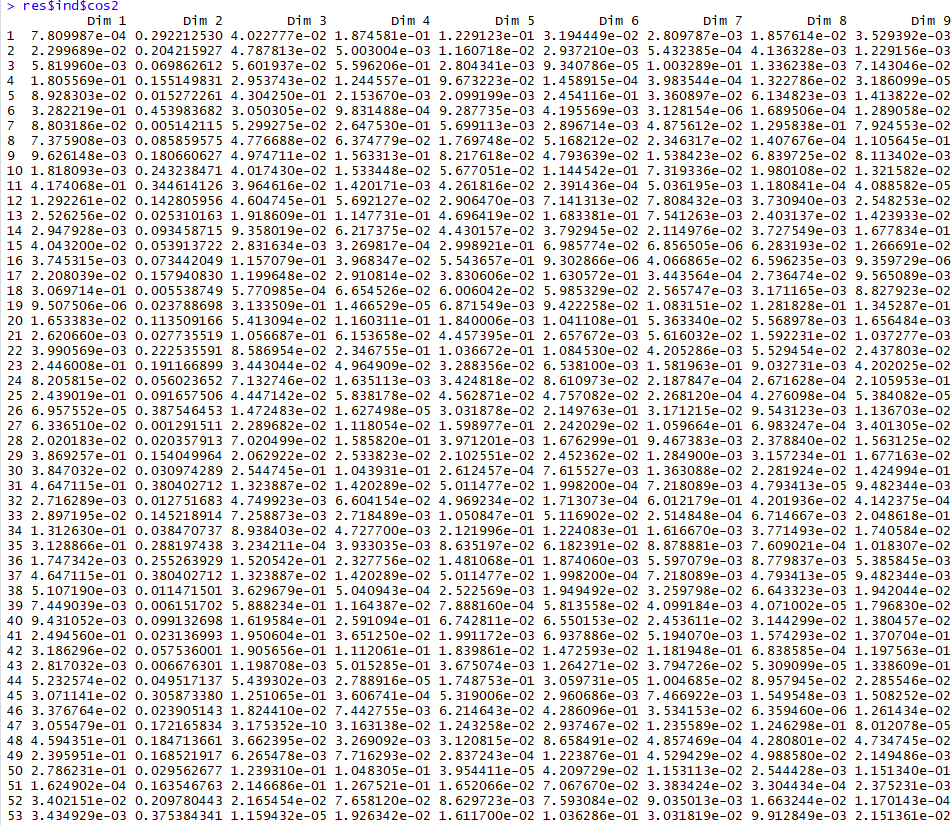 > res$ind$cos2
Dim 1 Dim 2 Dim 3 Dim 4 Dim 5 Dim 6 Dim 7 Dim 8 Dim 9
1 7.809987e-04 0.292212530 4.022777e-02 1.874581e-01 1.229123e-01 3.194449e-02 2.809787e-03 1.857614e-02 3.529392e-03
2 2.299689e-02 0.204215927 4.787813e-02 5.003004e-03 1.160718e-02 2.937210e-03 5.432387e-03 4.136328e-03 1.229156e-03
3 5.819960e-03 0.069862612 5.601937e-02 5.596206e-01 2.804341e-03 9.340786e-05 1.003289e-01 1.336238e-03 7.143046e-02
4 1.805569e-01 0.155149831 2.953743e-02 1.244557e-01 9.673223e-02 1.458915e-04 3.983544e-04 1.322786e-02 3.186099e-05
5 8.928303e-02 0.015272261 4.304250e-01 2.153670e-03 2.099199e-03 2.454116e-01 3.360897e-02 6.134823e-03 1.413822e-02
6 3.282219e-01 0.453983682 3.050305e-02 9.831488e-04 9.287735e-03 4.195569e-03 3.128154e-06 1.689506e-04 1.289058e-02
7 8.803186e-02 0.005142115 5.299275e-02 2.647530e-01 5.699113e-03 2.896714e-03 4.875612e-02 1.295838e-01 7.924553e-02
8 7.375908e-03 0.085859575 4.776688e-02 6.374779e-02 1.769748e-02 5.168212e-02 2.346317e-02 1.407676e-04 1.105645e-01
9 9.626148e-03 0.180660627 4.974711e-02 1.563313e-01 8.217618e-02 4.793639e-02 1.538423e-02 6.839725e-02 8.113402e-03
10 1.818093e-03 0.243238471 4.017430e-02 1.533448e-02 5.677051e-02 1.144542e-01 7.319336e-02 1.980108e-02 1.321582e-02
11 4.174068e-01 0.344614126 3.964616e-02 1.420171e-03 4.261816e-02 2.391436e-04 5.036195e-03 1.180841e-04 4.088582e-05
12 1.292261e-02 0.142805956 4.604745e-01 5.692127e-02 2.906470e-03 7.141313e-02 7.808432e-03 3.730940e-03 2.548253e-02
13 2.526256e-02 0.025310163 1.918609e-01 1.147731e-01 4.696419e-02 1.683381e-01 7.541263e-03 2.403137e-02 1.423933e-02
14 2.947928e-03 0.093458715 9.358019e-02 6.217375e-02 4.430157e-02 3.792945e-02 2.114976e-02 3.727549e-03 1.677834e-01
15 4.043200e-02 0.053913722 2.831634e-03 3.269817e-04 2.998921e-01 6.985774e-02 6.856505e-06 6.283193e-02 1.266691e-02
16 3.745315e-03 0.073442049 1.157079e-01 3.968347e-02 5.543657e-01 9.302866e-06 4.066865e-02 6.596235e-03 9.359729e-06
17 2.208039e-02 0.157940830 1.199648e-02 2.910814e-02 3.830606e-02 1.630572e-01 3.443564e-04 2.736474e-02 9.565089e-03
18 3.069714e-01 0.005538749 5.770985e-04 6.654526e-02 6.006042e-02 5.985329e-02 2.565747e-03 3.171165e-03 8.827923e-02
19 9.507506e-06 0.023788698 3.133509e-01 1.466529e-05 6.871549e-03 9.422258e-02 1.083151e-02 1.281828e-01 1.345287e-01
20 1.653383e-02 0.113509166 5.413094e-02 1.160311e-01 1.840006e-03 1.041108e-01 5.363340e-02 5.568978e-03 1.656484e-03
21 2.620660e-03 0.027735519 1.056687e-01 6.153658e-02 4.457395e-01 2.657672e-03 5.616032e-02 1.592231e-02 1.037277e-03
22 3.990569e-03 0.222535591 8.586954e-02 2.346755e-01 1.036672e-01 1.084530e-02 4.205286e-03 5.529454e-02 2.437803e-02
23 2.446008e-01 0.191166899 3.443044e-02 4.964909e-02 3.288356e-02 6.538100e-03 1.581963e-01 9.032731e-03 4.202025e-02
24 8.205815e-02 0.056023652 7.132746e-02 1.635113e-03 3.424818e-02 8.610973e-02 2.187847e-04 2.671628e-04 2.105953e-01
25 2.439019e-01 0.091657506 4.447142e-02 5.838178e-02 4.562871e-02 4.757082e-02 2.268120e-04 4.276098e-04 5.384082e-05
26 6.957552e-05 0.387546453 1.472483e-02 1.627498e-05 3.031878e-02 2.149763e-01 3.171215e-02 9.543123e-03 1.136703e-02
27 6.336510e-02 0.001291511 2.289682e-02 1.118054e-02 1.598977e-01 2.242029e-02 1.059664e-01 6.983247e-04 3.401305e-02
28 2.020183e-02 0.020357913 7.020499e-02 1.585820e-01 3.971201e-03 1.676299e-01 9.467383e-03 2.378840e-02 1.563125e-02
29 3.869257e-01 0.154049964 2.062922e-02 2.533823e-02 2.102551e-02 2.452362e-02 1.284900e-03 3.157234e-01 1.677163e-02
30 3.847032e-02 0.030974289 2.544745e-01 1.043931e-01 2.612457e-04 7.615527e-03 1.363088e-02 2.281924e-02 1.424994e-01
31 4.647115e-01 0.380402712 1.323887e-02 1.420289e-02 5.011477e-02 1.998200e-04 7.218089e-03 4.793413e-05 9.482344e-03
32 2.716289e-03 0.012751683 4.749923e-03 6.604154e-02 4.969234e-02 1.713073e-04 6.012179e-01 4.201936e-02 4.142375e-04
33 2.897195e-02 0.145218914 7.258873e-03 2.718489e-03 1.050847e-01 5.116902e-02 2.514848e-04 6.714667e-03 2.048618e-01
34 1.312630e-01 0.038470737 8.938403e-02 4.727700e-03 2.121996e-01 1.224083e-01 1.616670e-03 3.771493e-02 1.740584e-02
35 3.128866e-01 0.288197438 3.234211e-04 3.933035e-03 8.635197e-02 6.182391e-02 8.878881e-03 7.609021e-04 1.018307e-02
36 1.747342e-03 0.255263929 1.520542e-01 2.327756e-02 1.481068e-01 1.874060e-03 5.597079e-03 8.779837e-03 5.385845e-03
37 4.647115e-01 0.380402712 1.323887e-02 1.420289e-02 5.011477e-02 1.998200e-04 7.218089e-03 4.793413e-05 9.482344e-03
38 5.107190e-03 0.011471501 3.629679e-01 5.040943e-04 2.522569e-03 1.949492e-02 3.259798e-02 6.643323e-03 1.942044e-02
39 7.449039e-03 0.006151702 5.888234e-01 1.164387e-02 7.888160e-04 5.813558e-02 4.099184e-03 4.071002e-05 1.796830e-02
40 9.431052e-03 0.099132698 1.619584e-01 2.591094e-01 6.742811e-02 6.550153e-02 2.453611e-02 3.144299e-02 1.380457e-02
41 2.494560e-01 0.023136993 1.950604e-01 3.651250e-02 1.991172e-03 6.937886e-02 5.194070e-03 1.574293e-02 1.370704e-01
42 3.186296e-02 0.057536001 1.905656e-01 1.112061e-01 1.839861e-02 1.472593e-02 1.181948e-01 6.838585e-04 1.197563e-01
43 2.817032e-03 0.006676301 1.198708e-03 5.015285e-01 3.675074e-03 1.264271e-02 3.794726e-02 5.309099e-05 1.338609e-01
44 5.232574e-02 0.049517137 5.439302e-03 2.788916e-05 1.748753e-01 3.059731e-05 1.004685e-02 8.957945e-02 2.285546e-02
45 3.071141e-02 0.305873380 1.251065e-01 3.606741e-04 5.319006e-02 2.960686e-03 7.466922e-03 1.549548e-03 1.508252e-02
46 3.376764e-02 0.023905143 1.824410e-02 7.442755e-03 6.214643e-02 4.286096e-01 3.534153e-02 6.359460e-06 1.261434e-02
47 3.055479e-01 0.172165834 3.175352e-10 3.163138e-02 1.243258e-02 2.937467e-02 1.235589e-02 1.246298e-01 8.012078e-05
48 4.594351e-01 0.184713661 3.662395e-02 3.269092e-03 3.120815e-02 8.658491e-02 4.857469e-04 4.280801e-02 4.734745e-02
49 2.395951e-01 0.168521917 6.265478e-03 7.716293e-02 2.837243e-04 1.223876e-01 4.529429e-02 4.988580e-02 2.149486e-03
50 2.786231e-01 0.029562677 1.239310e-01 1.048305e-01 3.954411e-05 4.209729e-02 1.153113e-02 2.544428e-03 1.151340e-01
51 1.624902e-04 0.163546763 2.146686e-01 1.267521e-01 1.652066e-02 7.067670e-02 3.383424e-02 3.304434e-04 2.375231e-03
52 3.402151e-02 0.209780443 2.165454e-02 7.658120e-02 8.629723e-03 7.593084e-02 9.035013e-03 1.663244e-02 1.170143e-04
53 3.434929e-03 0.375384341 1.159432e-05 1.926342e-02 1.611700e-02 1.036286e-01 3.031819e-02 9.912849e-03 2.151361e-02